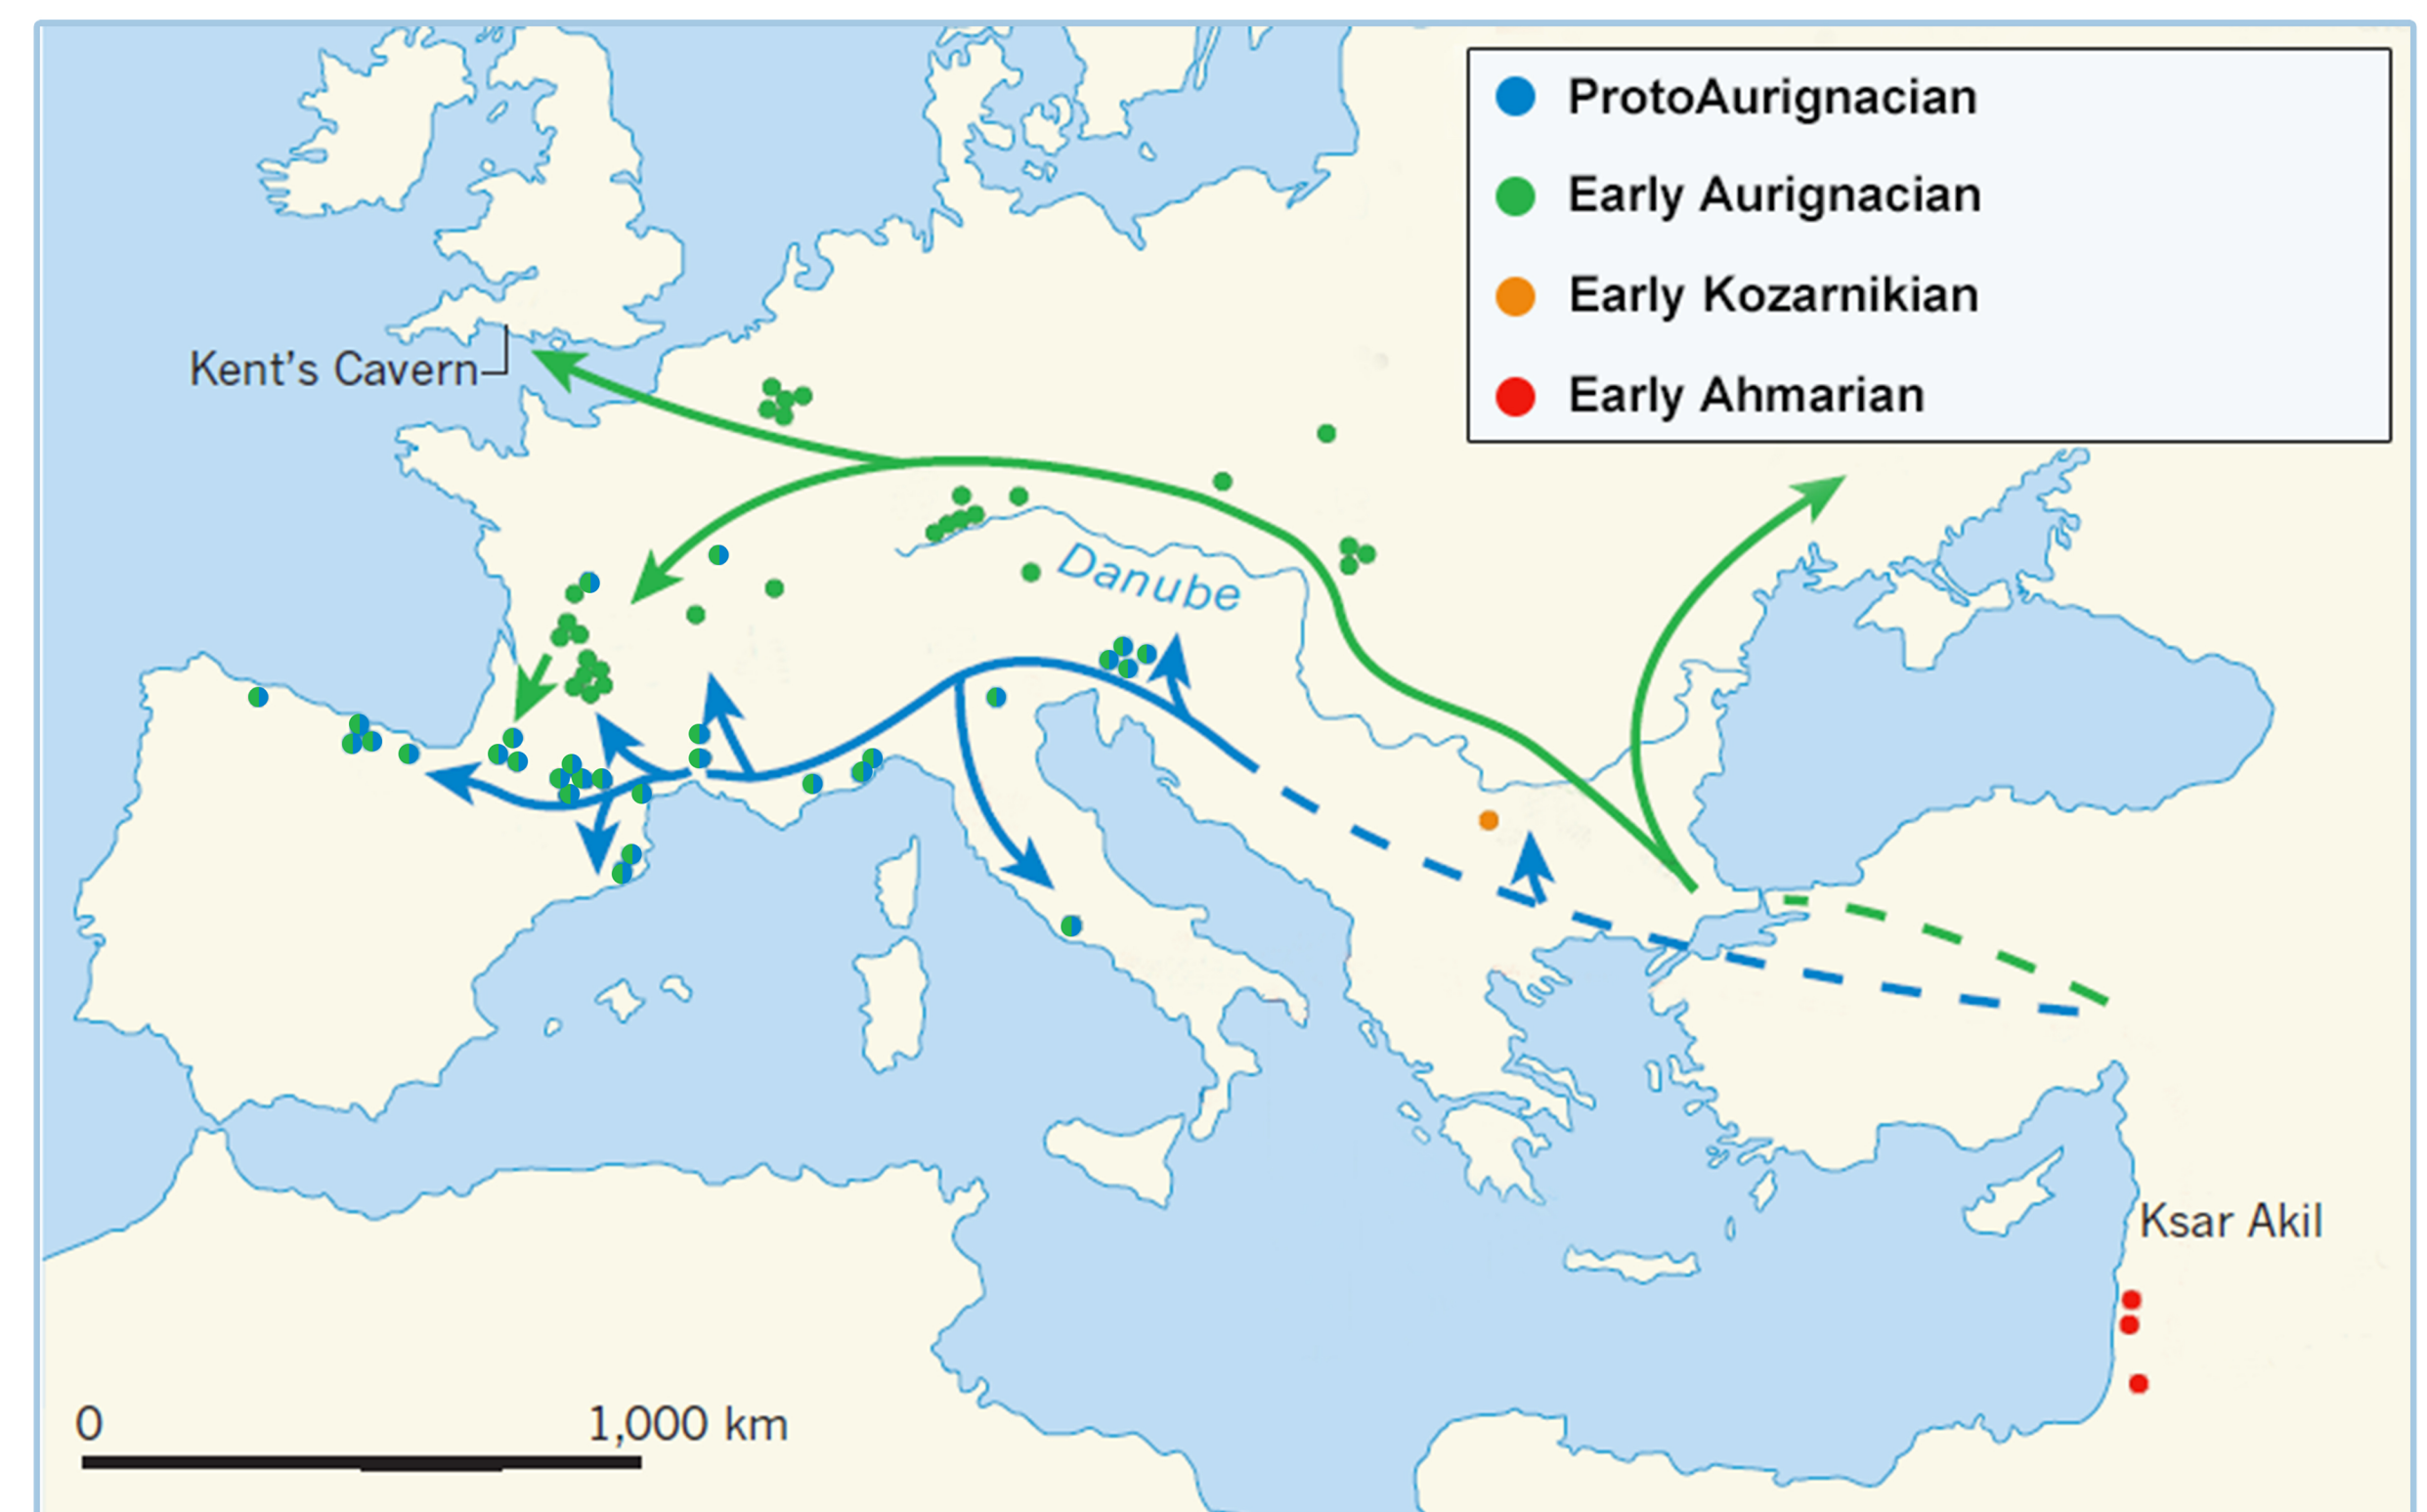 ProtoAurignacian
Early Aurignacian
Early Kozarnikian
Early Ahmarian
Kent's Cavern
Danube
Ksar Akil
0 1,000 km